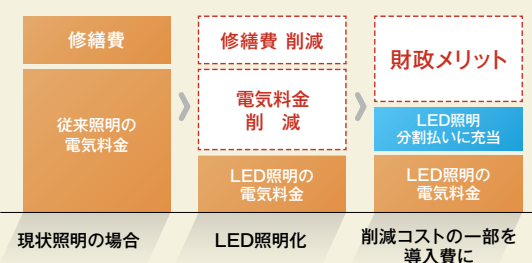 修繕費
従来照明の
電気料金
現状照明の場合
修繕費 削減
電気料金
削 減
LED照明の
電気料金
LED照明化
財政メリット
LED照明
分割払いに充当
LED照明の
電気料金
削減コストの一部を
導入費に